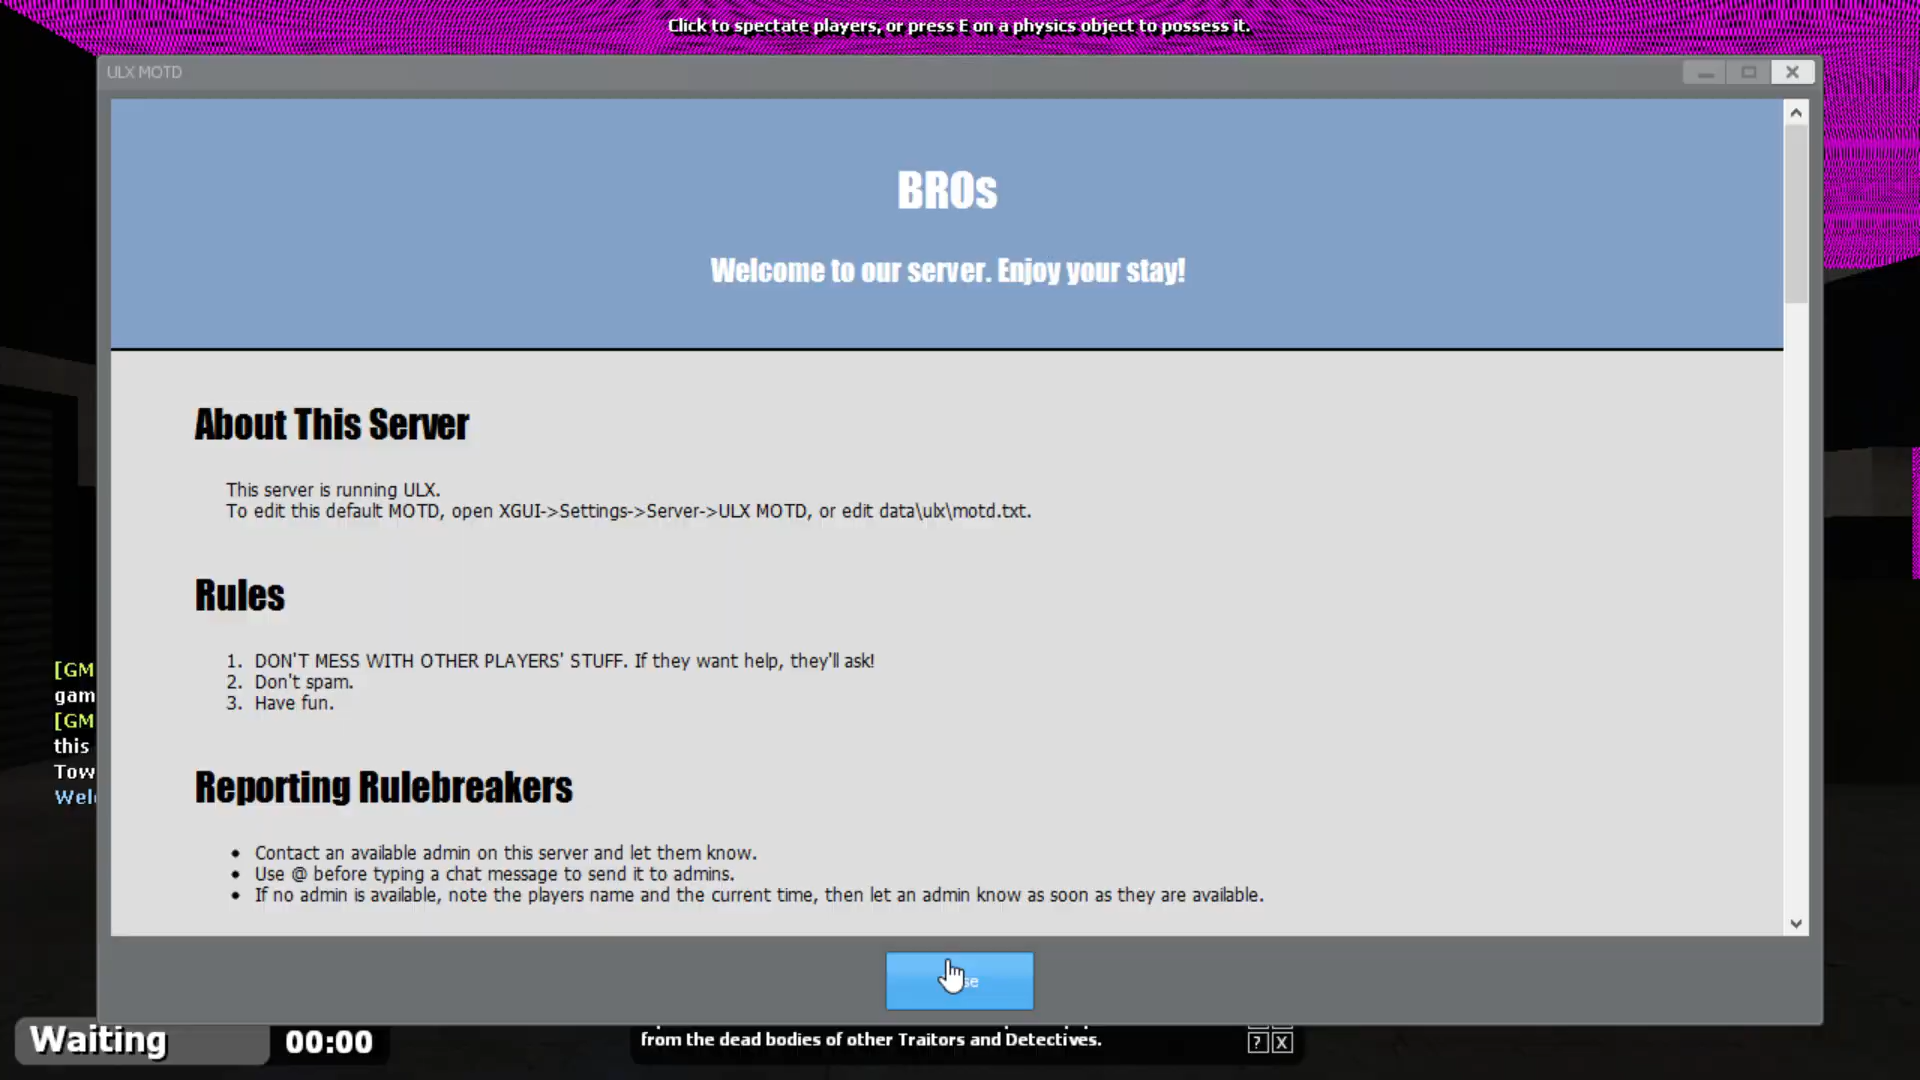 Click to spectate players, or press E on a physics object to possess it.
ULX MOTD
BROs
Welcome to our server. Enjoy your stay!
About This Server
This server is running ULX.
To edit this default MOTD, open XGUI->Settings->Server->ULX MOTD, or edit data\ulx\motd.txt.
Rules
1. DON'T MESS WITH OTHER PLAYERS' STUFF. If they want help, they'll ask!
2. Don't spam.
3. Have fun.
[GM
gam
[GM
this
Tow
Wel
Reporting Rulebreakers
• Contact an available admin on this server and let them know.
• Use @ before typing a chat message to send it to admins.
• If no admin is available, note the players name and the current time, then let an admin know as soon as they are available.
Waiting 00:00
from the dead bodies of other Traitors and Detectives.
? X